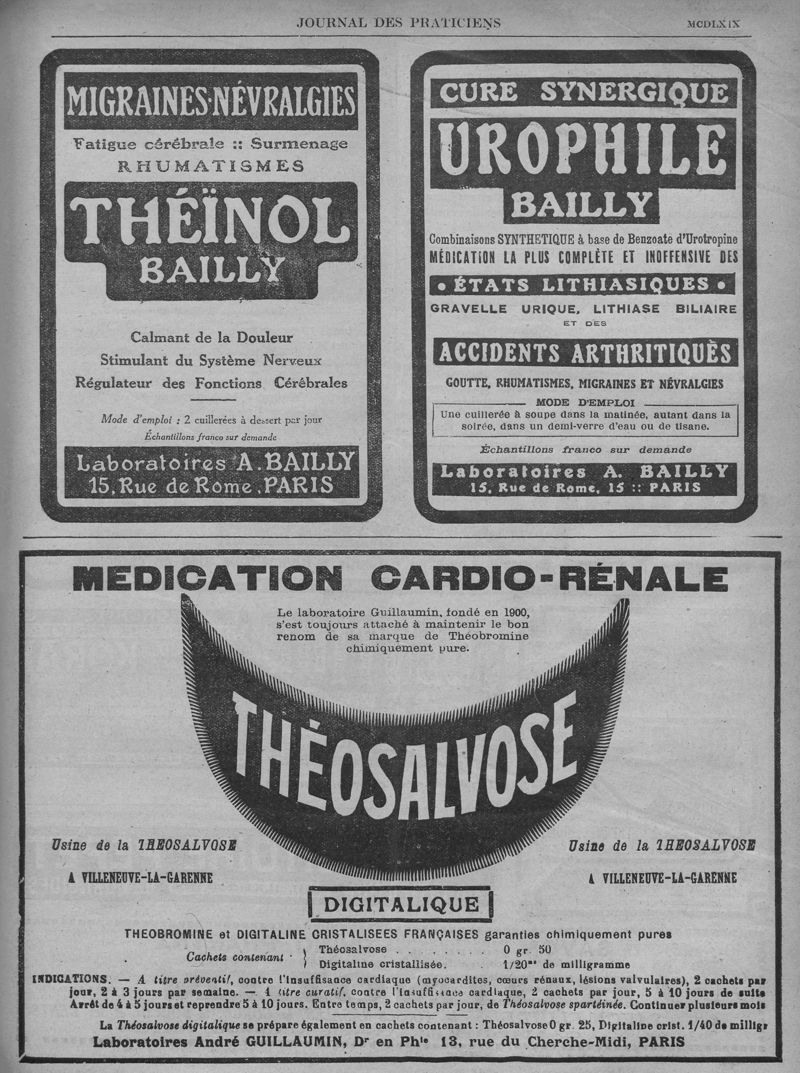 JOURNAL DES PRATICIENS
MCDLXIX
MIGRAINES-NÉVRALGIES
Fatigue cérébrale :: Surmenage
RHUMATISMES
THÉÏNOL
BAILLY
Calmant de la Douleur
Stimulant du Système Nerveux
Régulateur des Fonctions Cérébrales
Mode d'emploi : 2 cuillerées à dessert par jour
Échantillons franco sur demande
Laboratoires A. BAILLY
15, Rue de Rome, PARIS
CURE SYNERGIQUE
UROPHILE
BAILLY
Combinaisons SYNTHETIQUE à base de Benzoate d'Urotropine
MÉDICATION LA PLUS COMPLÈTE ET INOFFENSIVE DES
• ÉTATS LITHIASIQUES •
GRAVELLE URIQUE, LITHIASE BILIAIRE
ET DES
ACCIDENTS ARTHRITIQUÈS
GOUTTE, RHUMATISMES, MIGRAINES ET NÉVRALGIES
MODE D'EMPLOI
Une cuillerée à soupe dans la matinée, autant dans la
soirée, dans un demi-verre d'eau ou de tisane.
Échantillons franco sur demande
Laboratoires A. BAILLY
15, Rue de Rome, 15 :: PARIS
MEDICATION CARDIO-RÉNALE
Le laboratoire Guillaumin, fondé en 1900,
s'est toujours attaché à maintenir le bon
renom de sa marque de Théobromine
chimiquement pure.
THÉOSALVOSE
Usine de la THEOSALVOSE
A VILLENEUVE-LA-GARENNE
Usine de la THEOSALVOSE
A VILLENEUVE-LA-GARENNE
DIGITALIQUE
THEOBROMINE et DIGITALINE CRISTALISEES FRANÇAISES garanties chimiquement pures
Cachets contenant
Théosalvose . . . . . . . 0 gr. 50
Digitaline cristallisée. . . 1/20me de milligramme
INDICATIONS. — A titre préventif, contre l'insuffisance cardiaque (myocardites, cœurs rénaux, lésions valvulaires), 2 cachets par
jour, 2 à 3 jours par semaine. — A titre curatif, contre l'insuffisance cardiaque, 2 cachets par jour, 5 à 10 jours de suite
Arrêt de 4 à 5 jours et reprendre 5 à 10 jours. Entre temps, 2 cachets par jour, de Théosalvose spartéinée. Continuer plusieurs mois
La Théosalvose digitalique se prépare également en cachets contenant : Théosalvose 0 gr. 25, Digitaline crist. 1/40 de milligr
Laboratoires André GUILLAUMIN, Dr en Phie 13, rue du Cherche-Midi, PARIS